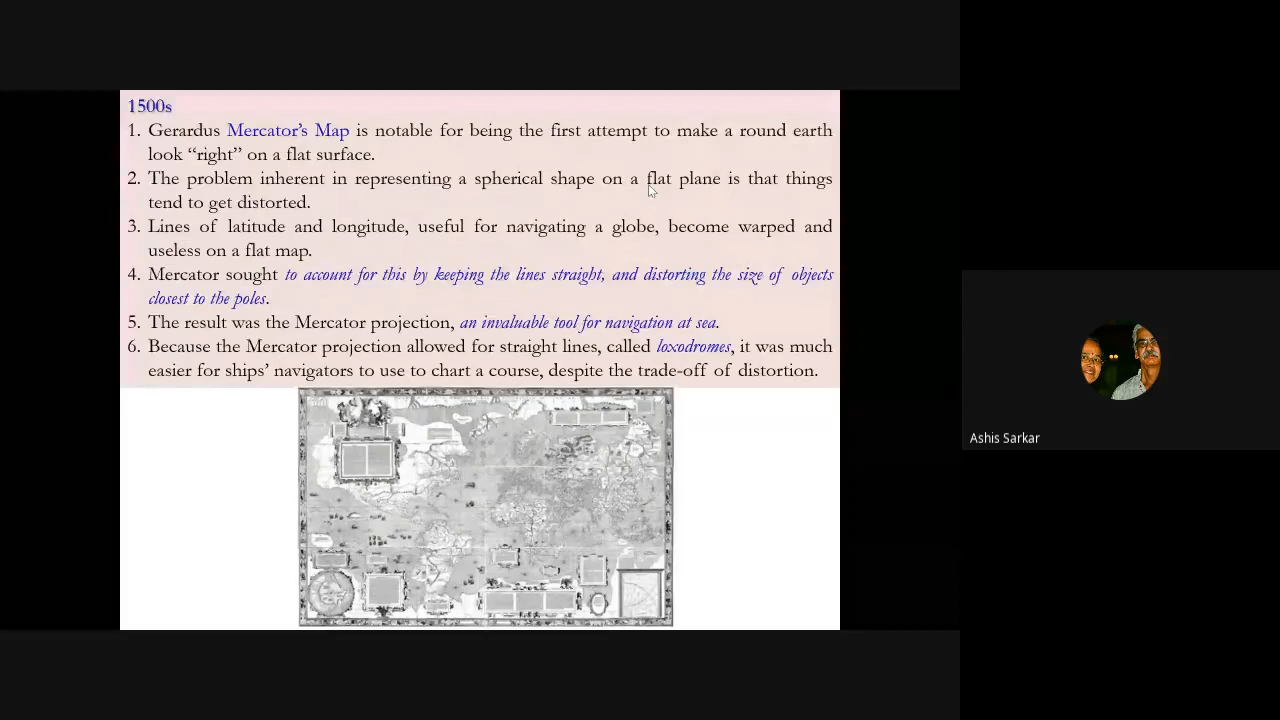 1500s
1. Gerardus Mercator's Map is notable for being the first attempt to make a round earth
look “right” on a flat surface.
2. The problem inherent in representing a spherical shape on a flat plane is that things
tend to get distorted.
3. Lines of latitude and longitude, useful for navigating a globe, become warped and
useless on a flat map.
4. Mercator sought to account for this by keeping the lines straight, and distorting the size of objects
closest to the poles.
5. The result was the Mercator projection, an invaluable tool for navigation at sea.
6. Because the Mercator projection allowed for straight lines, called loxodromes, it was much
easier for ships’ navigators to use to chart a course, despite the trade-off of distortion.
Ashis Sarkar